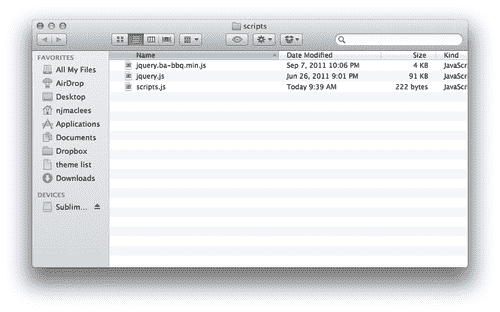 scripts
FAVORITES
All My Files
AirDrop
Desktop
njmaclees
Applications
Documents
Dropbox
theme list
Downloads
DEVICES
Sublim...
Name Date Modified Size Kind
jquery.ba-bbq.min.js Sep 7, 2011 10:06 PM 4 KB JavaScr
jquery.js Jun 26, 2011 9:01 PM 91 KB JavaScr
scripts.js Today 9:39 AM 222 bytes JavaScr